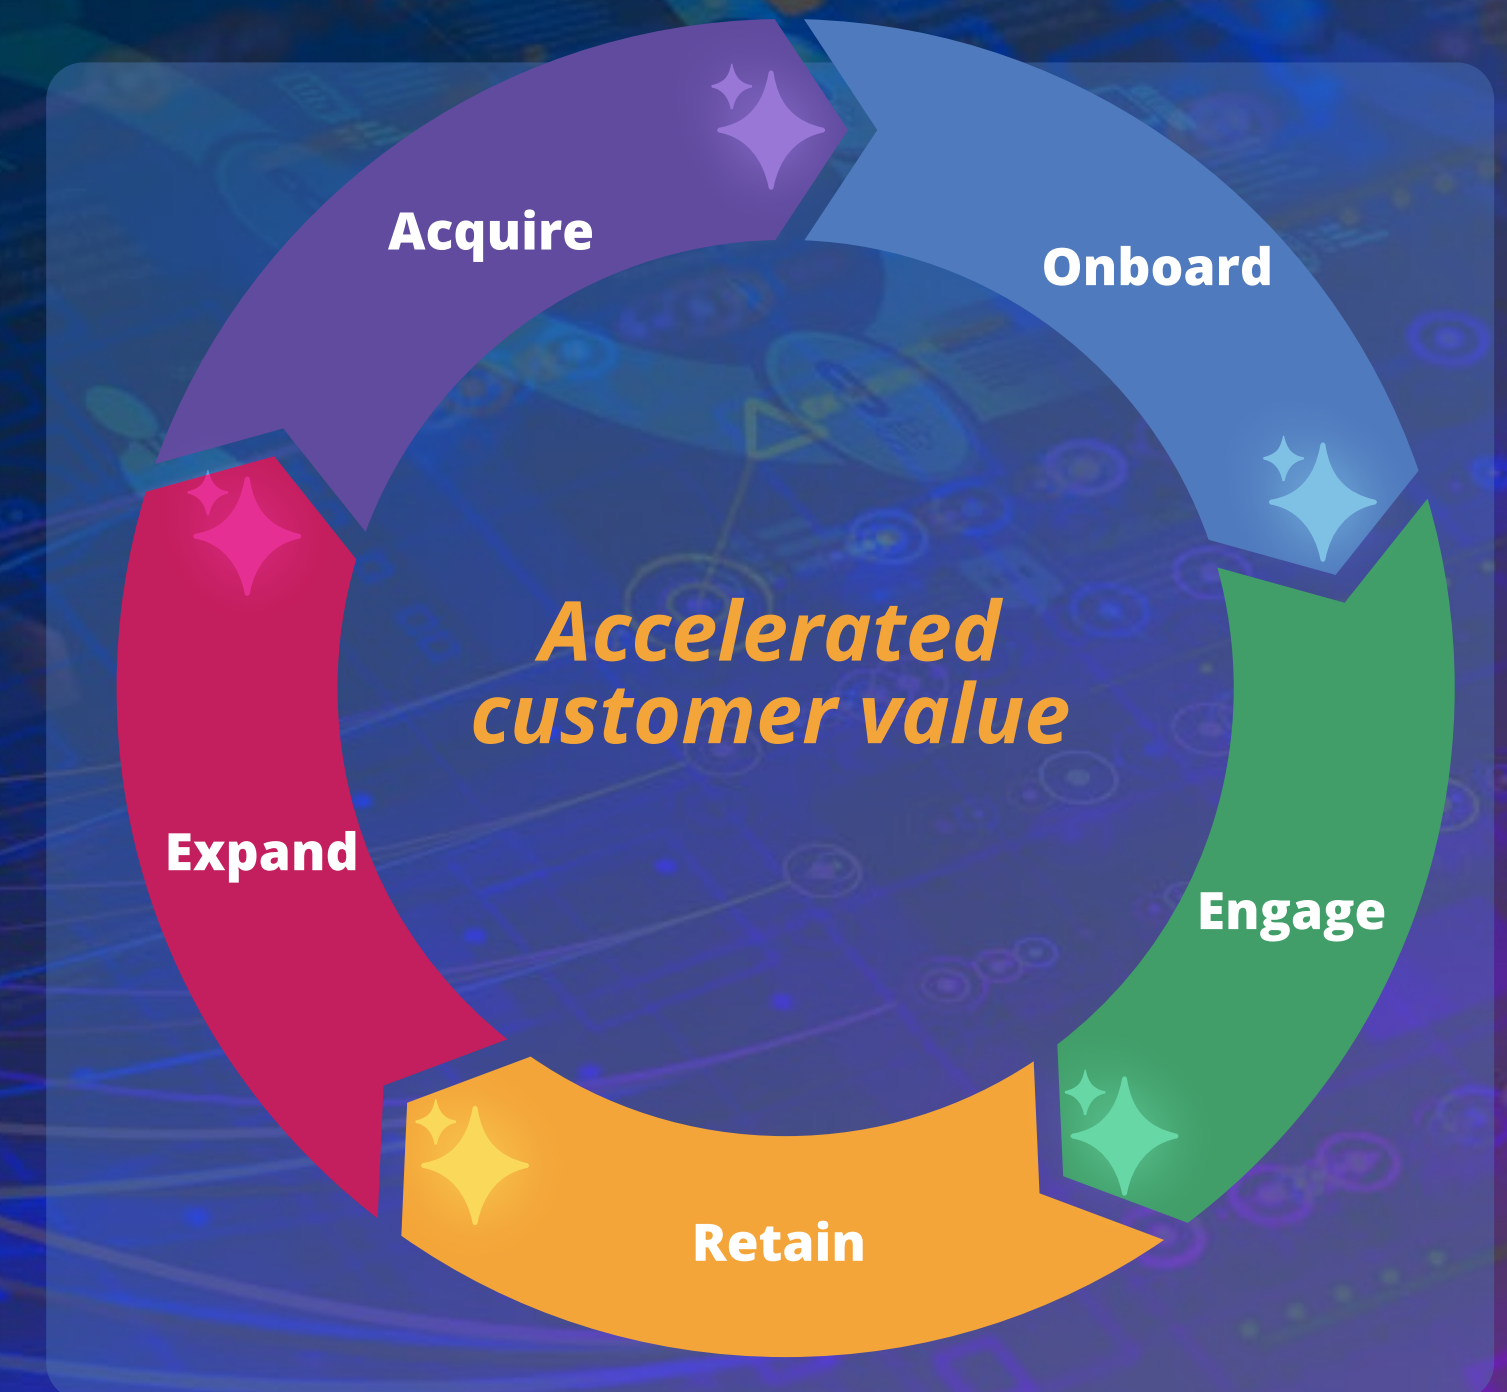 Acquire
Onboard
Accelerated
customer value
Expand
Engage
Retain